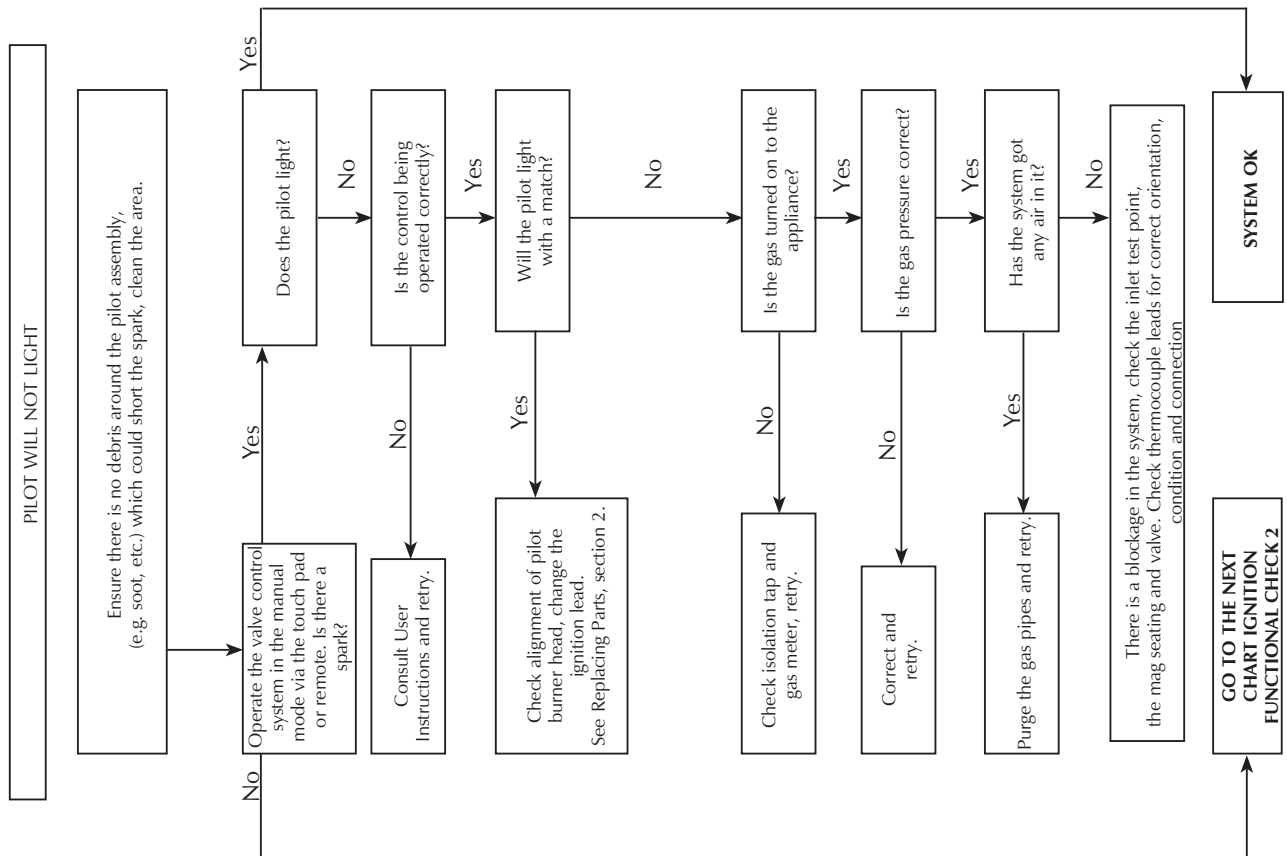 PILOT WILL NOT LIGHT
Ensure there is no debris around the pilot assembly,
(e.g. soot, etc.) which could short the spark, clean the area.
Operate the valve control
system in the manual
mode via the touch pad
or remote. Is there a
spark?
Yes
No
Does the pilot light?
Yes
No
Is the control being
operated correctly?
No
Consult User
Instructions and retry.
Yes
Will the pilot light
with a match?
Yes
Check alignment of pilot
burner head, change the
ignition lead.
See Replacing Parts, section 2.
No
Is the gas turned on to the
appliance?
No
Check isolation tap and
gas meter, retry.
Yes
Is the gas pressure correct?
No
Correct and
retry.
Yes
Has the system got
any air in it?
Yes
Purge the gas pipes and retry.
No
There is a blockage in the system, check the inlet test point,
the mag seating and valve. Check thermocouple leads for correct orientation,
condition and connection
GO TO THE NEXT
CHART IGNITION
FUNCTIONAL CHECK 2
SYSTEM OK